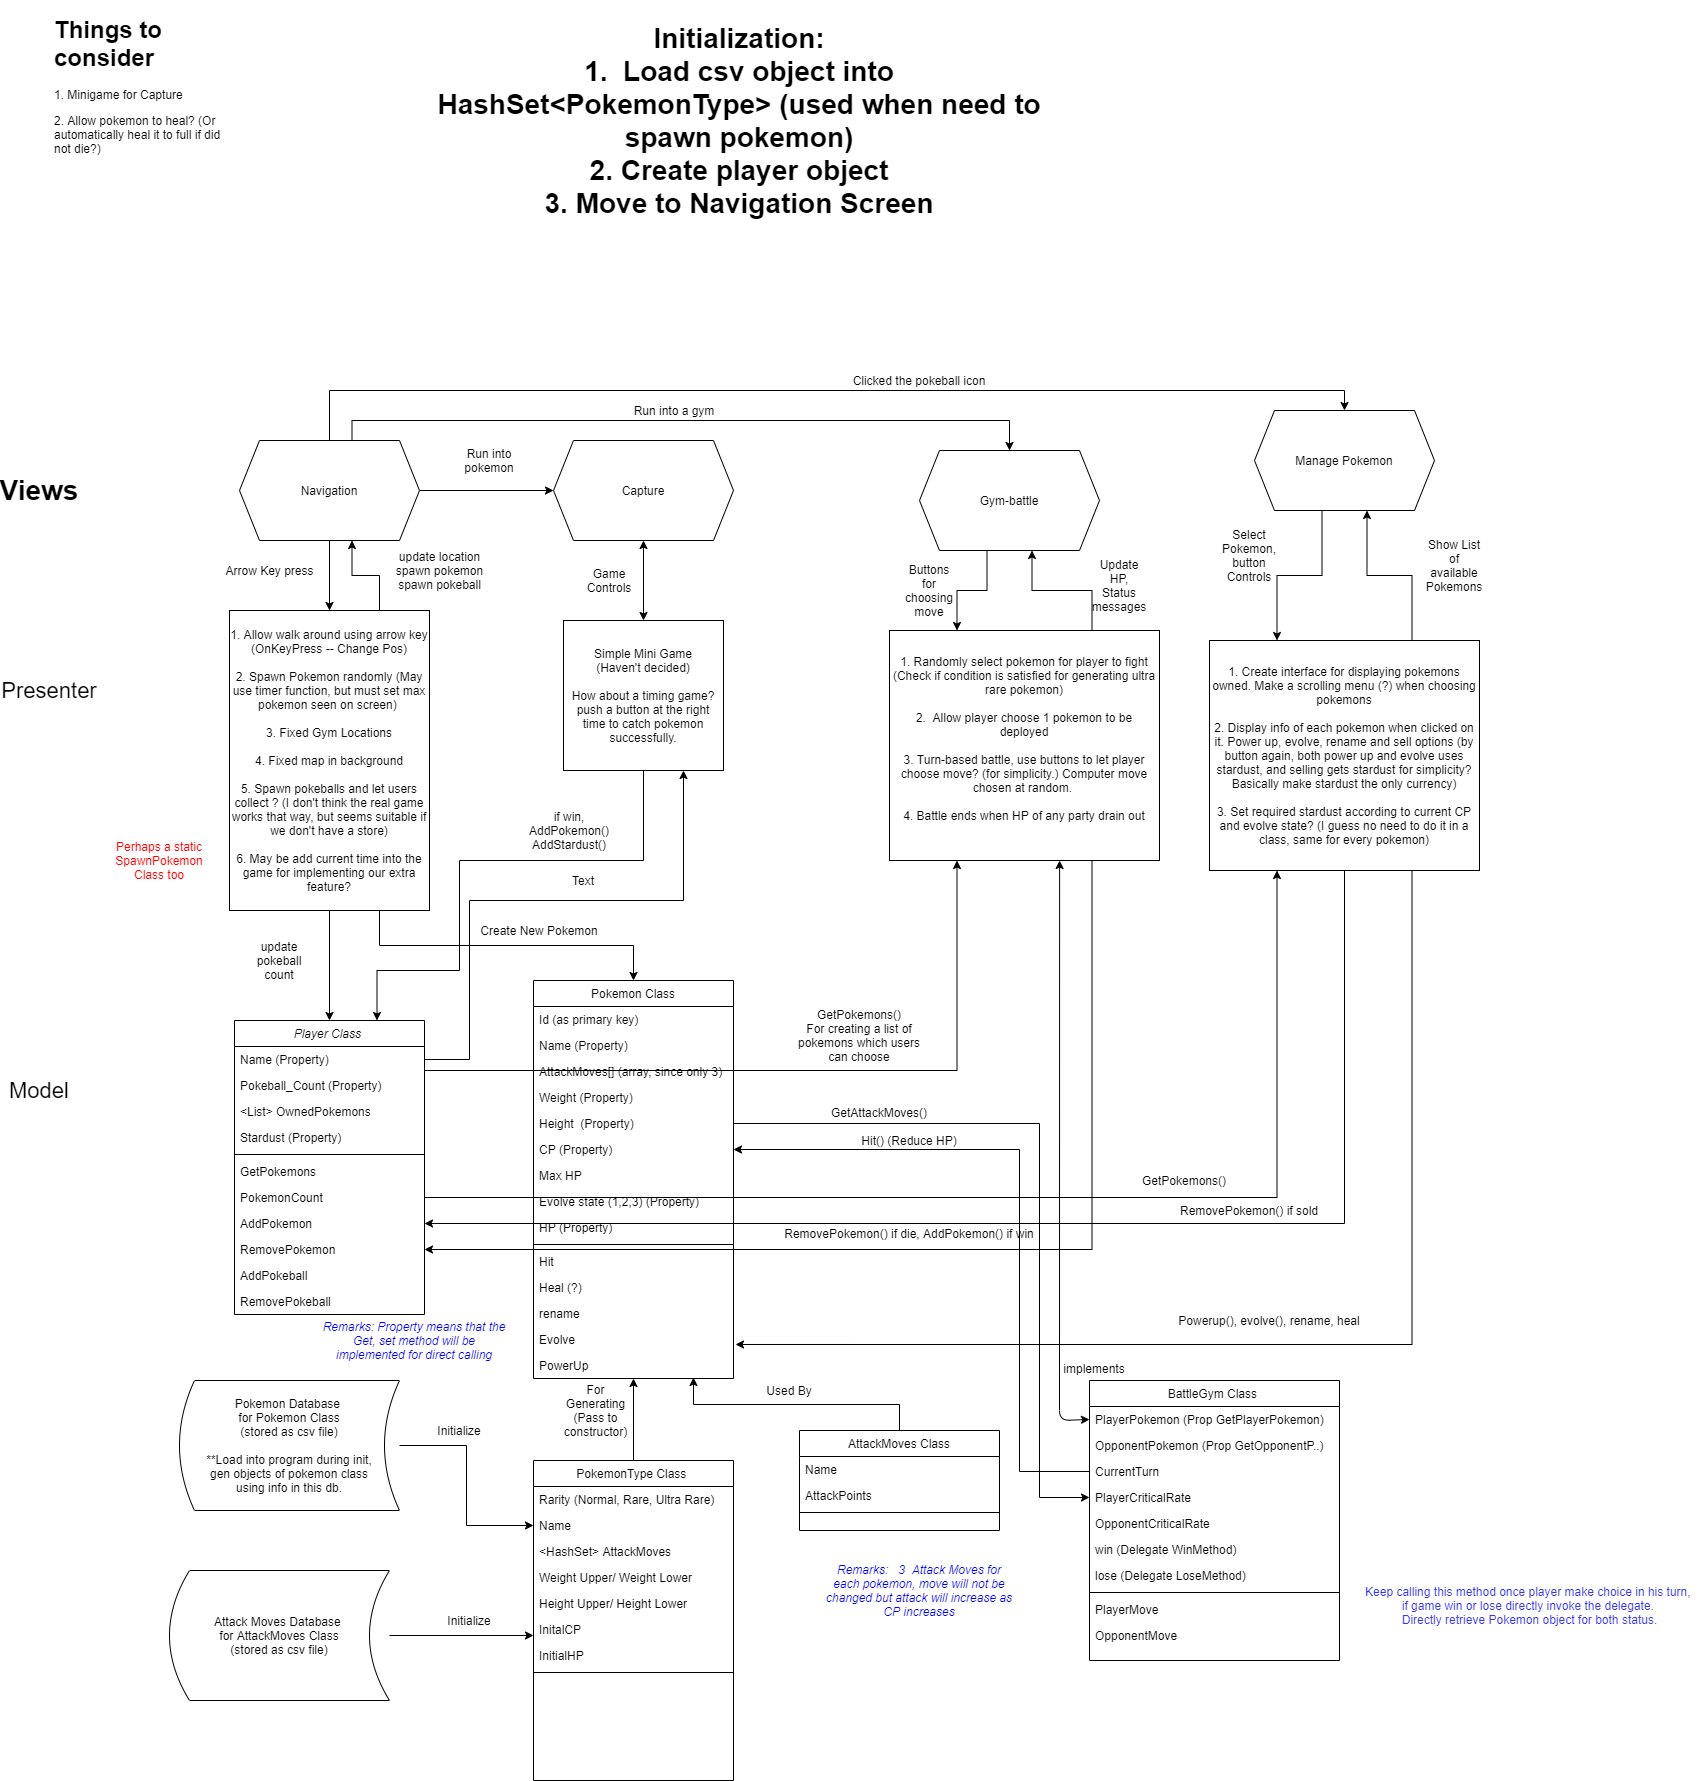 Things to
consider
1. Minigame for Capture
2. Allow pokemon to heal? (Or
automatically heal it to full if did
not die?)
Initialization:
1. Load csv object into
HashSet<PokemonType> (used when need to
spawn pokemon)
2. Create player object
3. Move to Navigation Screen
Clicked the pokeball icon
Run into a gym
Views
Navigation
Run into
pokemon
Capture
Gym-battle
Manage Pokemon
Arrow Key press
update location
spawn pokemon
spawn pokeball
Game
Controls
Buttons
for
choosing
move
Update
HP,
Status
messages
Select
Pokemon,
button
Controls
Show List
of
available
Pokemons
Presenter
1. Allow walk around using arrow key
(OnKeyPress -- Change Pos)
2. Spawn Pokemon randomly (May
use timer function, but must set max
pokemon seen on screen)
3. Fixed Gym Locations
4. Fixed map in background
5. Spawn pokeballs and let users
collect ? (I don't think the real game
works that way, but seems suitable if
we don't have a store)
6. May be add current time into the
game for implementing our extra
feature?
Perhaps a static
SpawnPokemon
Class too
Simple Mini Game
(Haven't decided)
How about a timing game?
push a button at the right
time to catch pokemon
successfully.
1. Randomly select pokemon for player to fight
(Check if condition is satisfied for generating ultra
rare pokemon)
2. Allow player choose 1 pokemon to be
deployed
3. Turn-based battle, use buttons to let player
choose move? (for simplicity.) Computer move
chosen at random.
4. Battle ends when HP of any party drain out
1. Create interface for displaying pokemons
owned. Make a scrolling menu (?) when choosing
pokemons
2. Display info of each pokemon when clicked on
it. Power up, evolve, rename and sell options (by
button again, both power up and evolve uses
stardust, and selling gets stardust for simplicity?
Basically make stardust the only currency)
3. Set required stardust according to current CP
and evolve state? (I guess no need to do it in a
class, same for every pokemon)
if win,
AddPokemon()
AddStardust()
Text
update
pokeball
count
Create New Pokemon
Model
Player Class
Name (Property)
Pokeball_Count (Property)
<List> OwnedPokemons
Stardust (Property)
GetPokemons
PokemonCount
AddPokemon
RemovePokemon
AddPokeball
RemovePokeball
Remarks: Property means that the
Get, set method will be
implemented for direct calling
Pokemon Class
Id (as primary key)
Name (Property)
AttackMoves[] (array, since only 3)
Weight (Property)
Height (Property)
CP (Property)
Max HP
Evolve state (1,2,3) (Property)
HP (Property)
Hit
Heal (?)
rename
Evolve
PowerUp
GetPokemons()
For creating a list of
pokemons which users
can choose
GetAttackMoves()
Hit() (Reduce HP)
GetPokemons()
RemovePokemon() if sold
RemovePokemon() if die, AddPokemon() if win
Powerup(), evolve(), rename, heal
implements
Pokemon Database
for Pokemon Class
(stored as csv file)
**Load into program during init,
gen objects of pokemon class
using info in this db.
Initialize
Attack Moves Database
for AttackMoves Class
(stored as csv file)
Initialize
For
Generating
(Pass to
constructor)
Used By
PokemonType Class
Rarity (Normal, Rare, Ultra Rare)
Name
<HashSet> AttackMoves
Weight Upper/ Weight Lower
Height Upper/ Height Lower
InitalCP
InitialHP
AttackMoves Class
Name
AttackPoints
Remarks: 3 Attack Moves for
each pokemon, move will not be
changed but attack will increase as
CP increases
BattleGym Class
PlayerPokemon (Prop GetPlayerPokemon)
OpponentPokemon (Prop GetOpponentP..)
CurrentTurn
PlayerCriticalRate
OpponentCriticalRate
win (Delegate WinMethod)
lose (Delegate LoseMethod)
PlayerMove
OpponentMove
Keep calling this method once player make choice in his turn,
if game win or lose directly invoke the delegate.
Directly retrieve Pokemon object for both status.